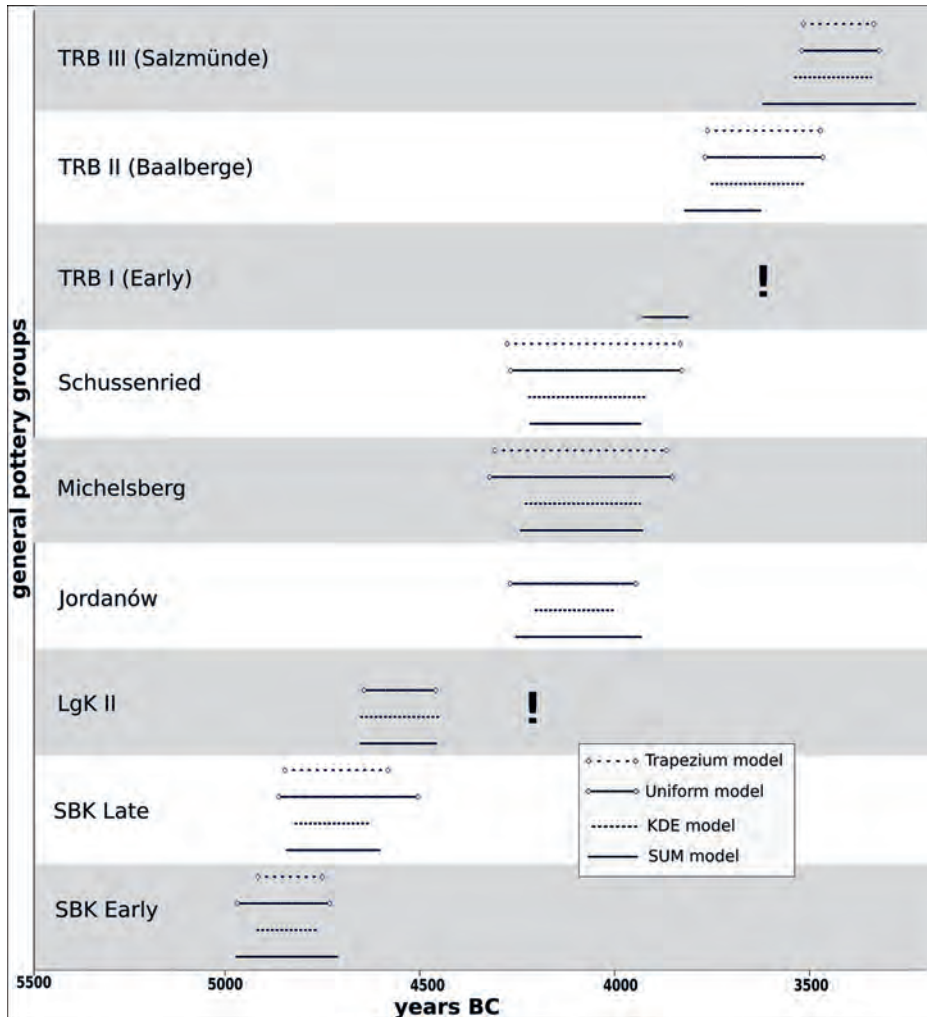 TRB III (Salzmünde)
TRB II (Baalberge)
TRB I (Early)
!
Schussenried
Michelsberg
Jordanów
LgK II
!
SBK Late
SBK Early
general pottery groups
Trapezium model
Uniform model
KDE model
SUM model
5500 5000 4500 4000 3500
years BC